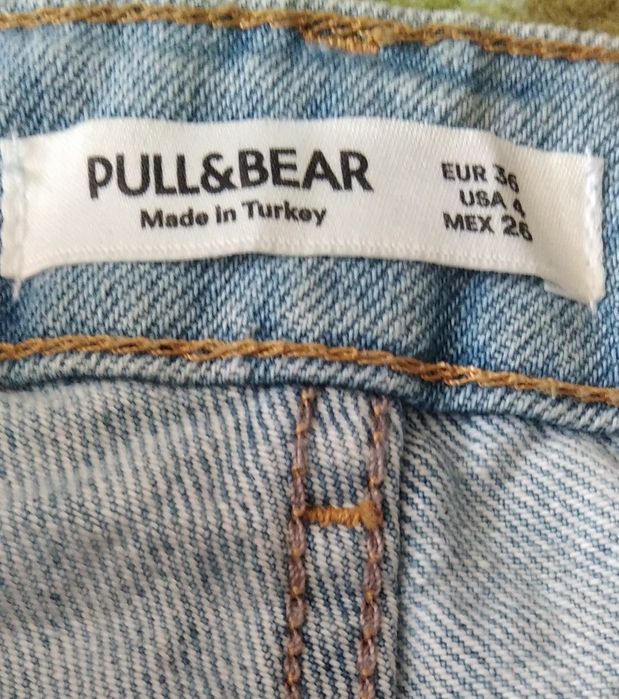 PULL&BEAR
Made in Turkey
EUR 36
USA 4
MEX 26